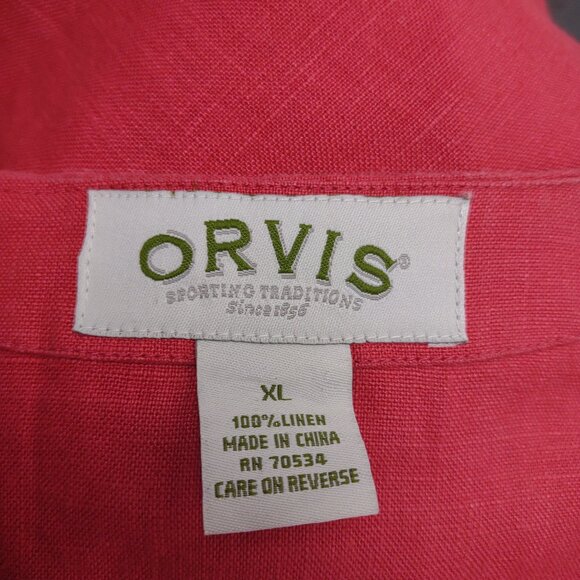 ORVIS®
SPORTING TRADITIONS
Since 1856
XL
100% LINEN
MADE IN CHINA
RN 70534
CARE ON REVERSE